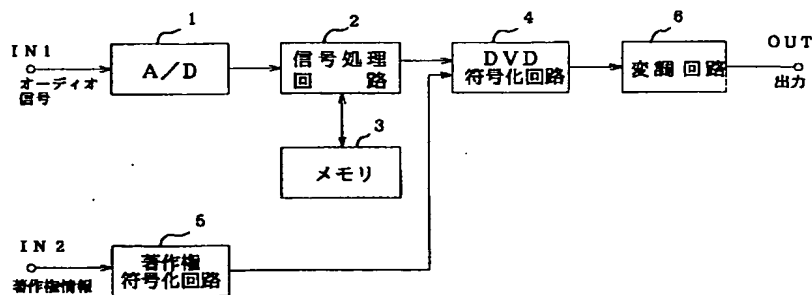 1
2
4
6
IN1
オーディオ
信号
A/D
信号処理
回路
DVD
符号化回路
変調回路
OUT
出力
3
メモリ
5
IN2
著作権情報
著作権
符号化回路